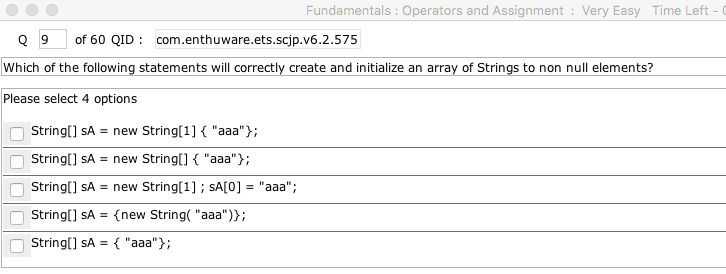 Fundamentals : Operators and Assignment : Very Easy Time Left -
Q 9 of 60 QID : com.enthuware.ets.scjp.v6.2.575
Which of the following statements will correctly create and initialize an array of Strings to non null elements?
Please select 4 options
String[] sA = new String[1] { "aaa"};
String[] sA = new String[] { "aaa"};
String[] sA = new String[1] ; sA[0] = "aaa";
String[] sA = {new String( "aaa")};
String[] sA = { "aaa"};